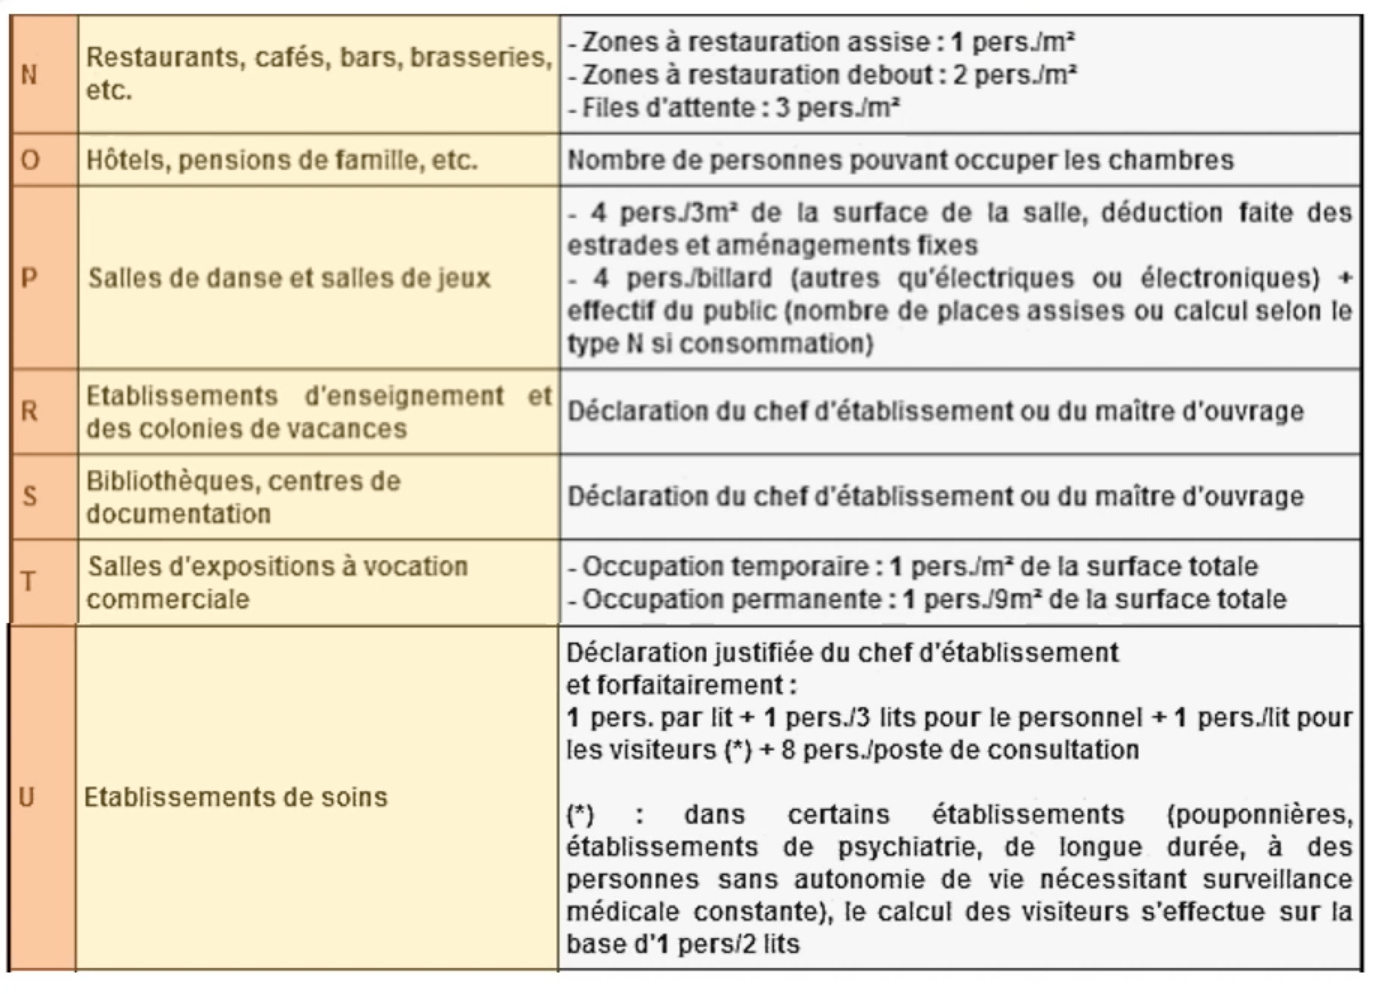 N
Restaurants, cafés, bars, brasseries,
etc.
- Zones à restauration assise : 1 pers./m²
- Zones à restauration debout : 2 pers./m²
- Files d'attente : 3 pers./m²
O
Hôtels, pensions de famille, etc.
Nombre de personnes pouvant occuper les chambres
P
Salles de danse et salles de jeux
- 4 pers./3m² de la surface de la salle, déduction faite des
estrades et aménagements fixes
- 4 pers./billard (autres qu'électriques ou électroniques) +
effectif du public (nombre de places assises ou calcul selon le
type N si consommation)
R
Etablissements d'enseignement et
des colonies de vacances
Déclaration du chef d'établissement ou du maître d'ouvrage
S
Bibliothèques, centres de
documentation
Déclaration du chef d'établissement ou du maître d'ouvrage
T
Salles d'expositions à vocation
commerciale
- Occupation temporaire : 1 pers./m² de la surface totale
- Occupation permanente : 1 pers./9m² de la surface totale
U
Etablissements de soins
Déclaration justifiée du chef d'établissement
et forfaitairement :
1 pers. par lit + 1 pers./3 lits pour le personnel + 1 pers./lit pour
les visiteurs (*) + 8 pers./poste de consultation
(*) : dans certains établissements (pouponnières,
établissements de psychiatrie, de longue durée, à des
personnes sans autonomie de vie nécessitant surveillance
médicale constante), le calcul des visiteurs s'effectue sur la
base d'1 pers/2 lits